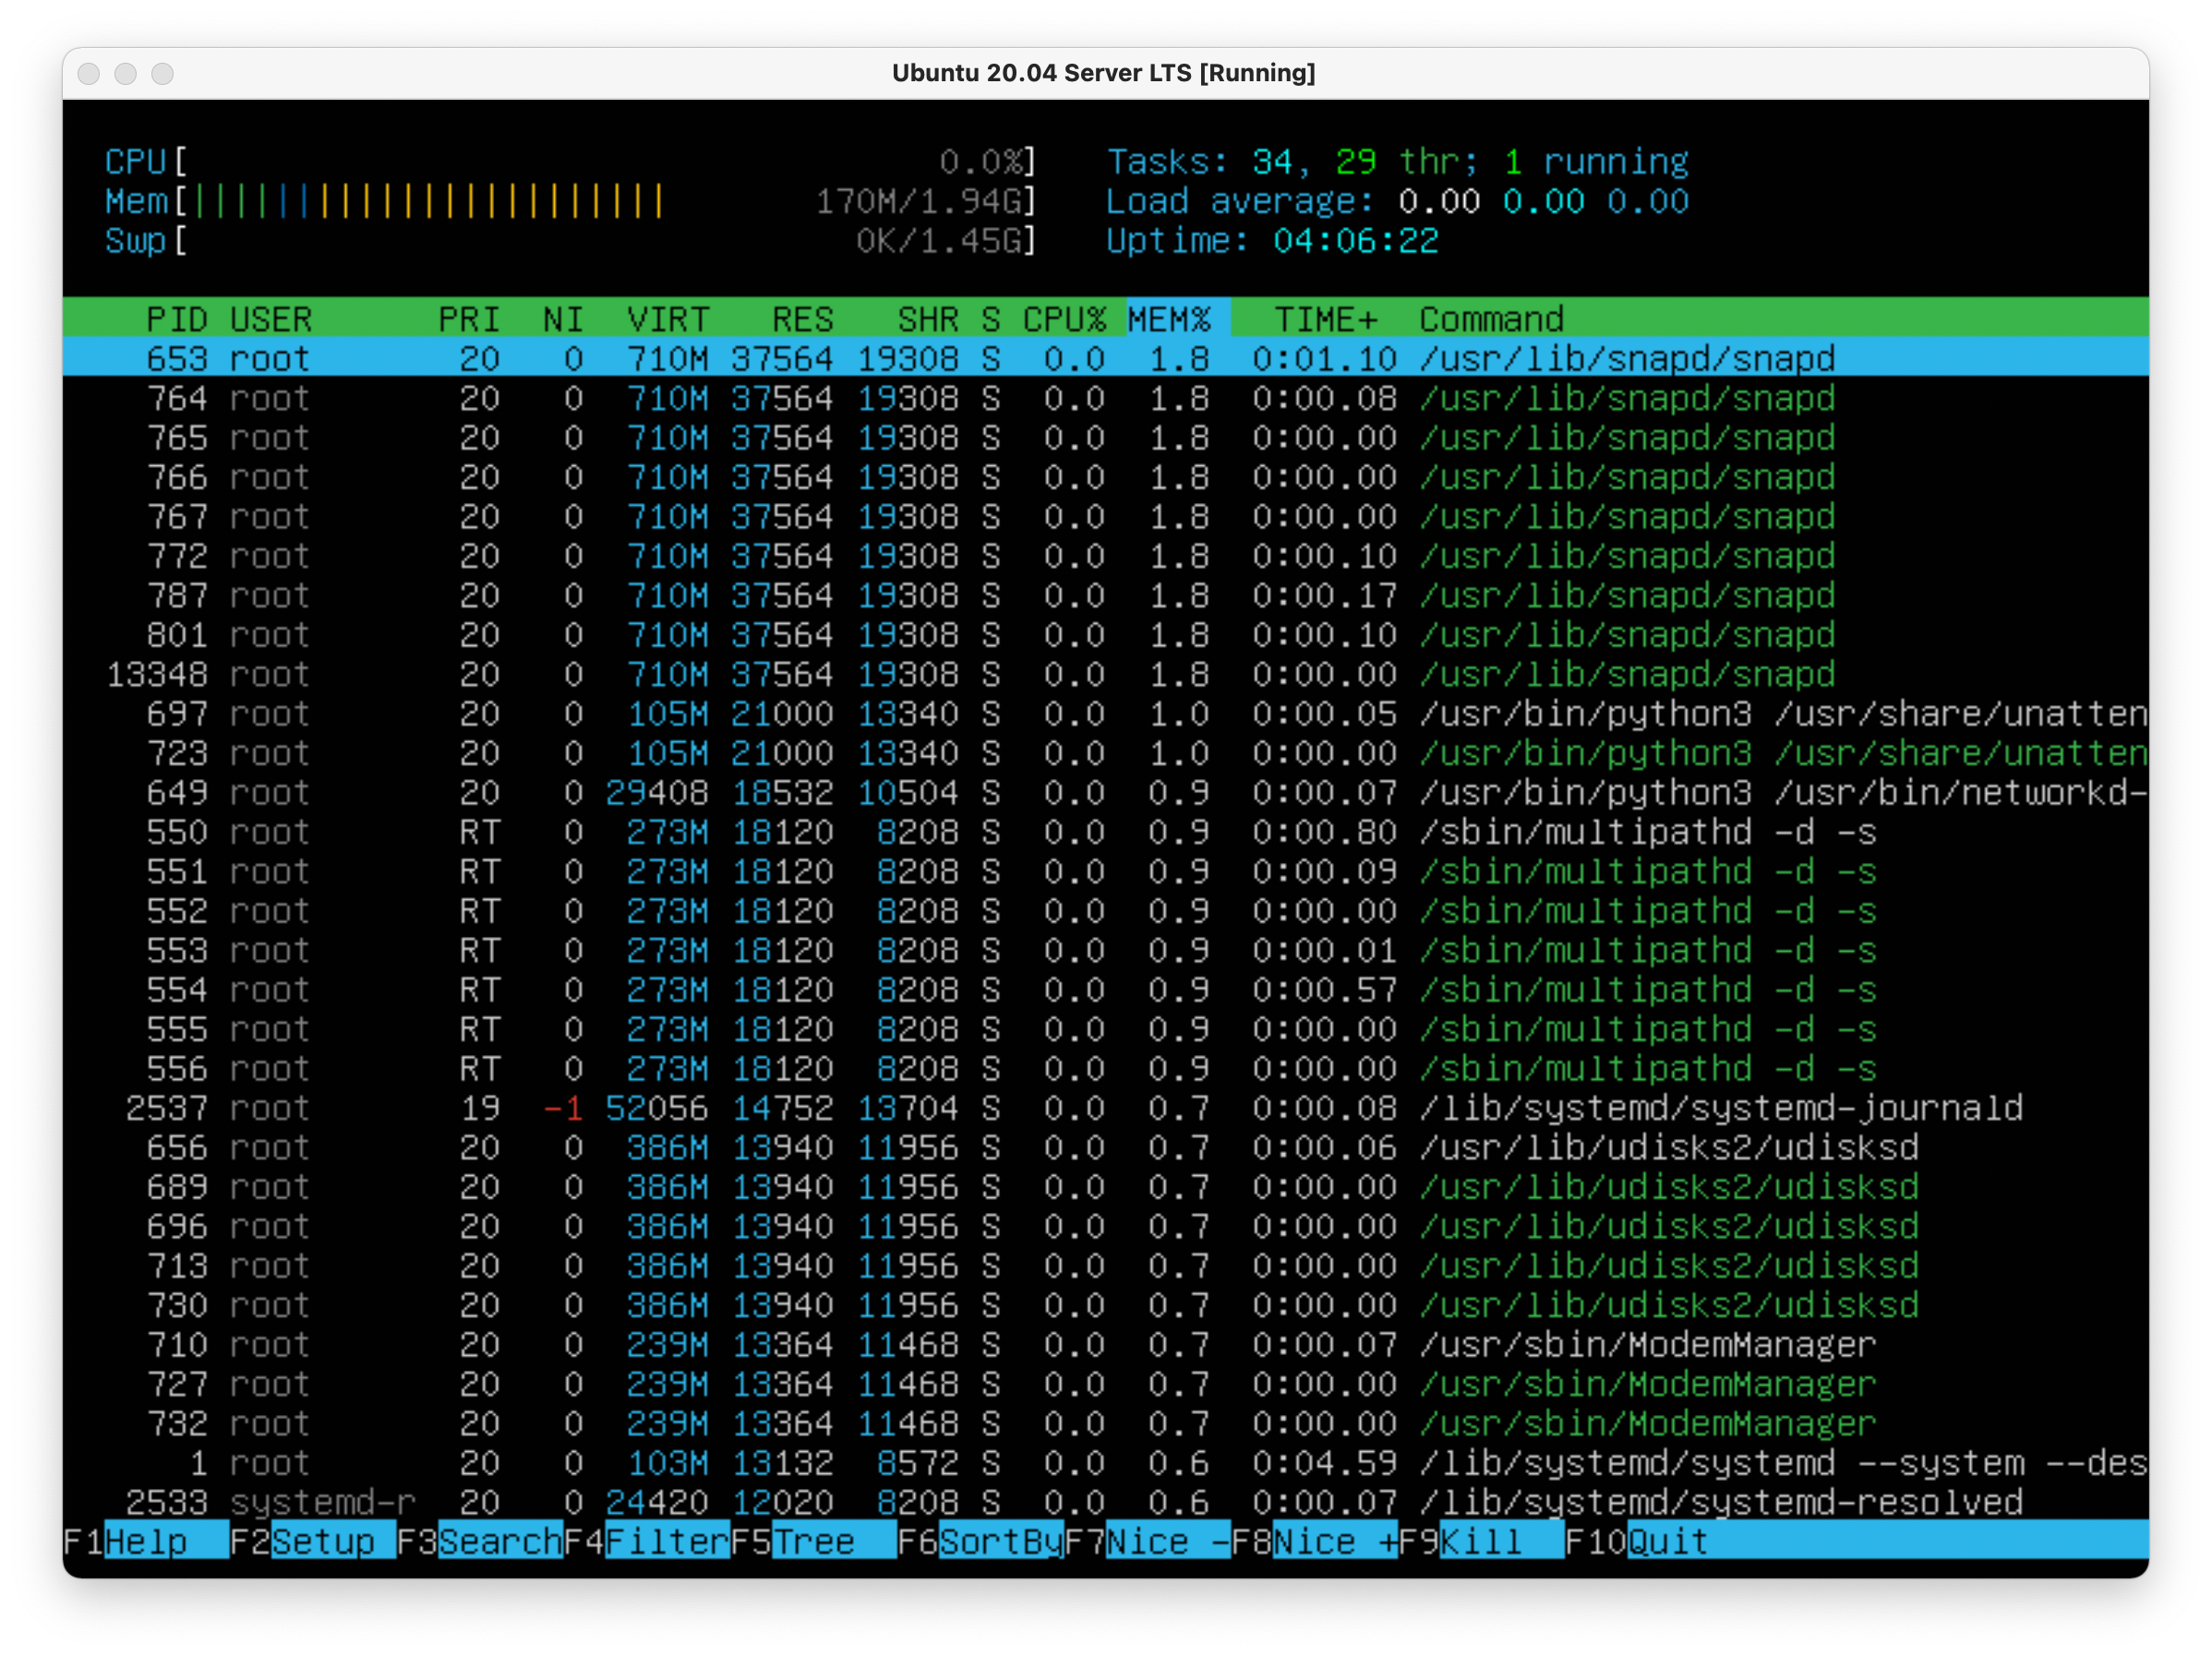 Ubuntu 20.04 Server LTS [Running]
CPU[ 0.0%] Tasks: 34, 29 thr; 1 running
Mem[||||||||||||||||||||||| 170M/1.94G] Load average: 0.00 0.00 0.00
Swp[ 0K/1.45G] Uptime: 04:06:22
PID USER PRI NI VIRT RES SHR S CPU% MEM% TIME+ Command
653 root 20 0 710M 37564 19308 S 0.0 1.8 0:01.10 /usr/lib/snapd/snapd
764 root 20 0 710M 37564 19308 S 0.0 1.8 0:00.08 /usr/lib/snapd/snapd
765 root 20 0 710M 37564 19308 S 0.0 1.8 0:00.00 /usr/lib/snapd/snapd
766 root 20 0 710M 37564 19308 S 0.0 1.8 0:00.00 /usr/lib/snapd/snapd
767 root 20 0 710M 37564 19308 S 0.0 1.8 0:00.00 /usr/lib/snapd/snapd
772 root 20 0 710M 37564 19308 S 0.0 1.8 0:00.10 /usr/lib/snapd/snapd
787 root 20 0 710M 37564 19308 S 0.0 1.8 0:00.17 /usr/lib/snapd/snapd
801 root 20 0 710M 37564 19308 S 0.0 1.8 0:00.10 /usr/lib/snapd/snapd
13348 root 20 0 710M 37564 19308 S 0.0 1.8 0:00.00 /usr/lib/snapd/snapd
697 root 20 0 105M 21000 13340 S 0.0 1.0 0:00.05 /usr/bin/python3 /usr/share/unatten
723 root 20 0 105M 21000 13340 S 0.0 1.0 0:00.00 /usr/bin/python3 /usr/share/unatten
649 root 20 0 29408 18532 10504 S 0.0 0.9 0:00.07 /usr/bin/python3 /usr/bin/networkd-
550 root RT 0 273M 18120 8208 S 0.0 0.9 0:00.80 /sbin/multipathd -d -s
551 root RT 0 273M 18120 8208 S 0.0 0.9 0:00.09 /sbin/multipathd -d -s
552 root RT 0 273M 18120 8208 S 0.0 0.9 0:00.00 /sbin/multipathd -d -s
553 root RT 0 273M 18120 8208 S 0.0 0.9 0:00.01 /sbin/multipathd -d -s
554 root RT 0 273M 18120 8208 S 0.0 0.9 0:00.57 /sbin/multipathd -d -s
555 root RT 0 273M 18120 8208 S 0.0 0.9 0:00.00 /sbin/multipathd -d -s
556 root RT 0 273M 18120 8208 S 0.0 0.9 0:00.00 /sbin/multipathd -d -s
2537 root 19 -1 52056 14752 13704 S 0.0 0.7 0:00.08 /lib/systemd/systemd-journald
656 root 20 0 386M 13940 11956 S 0.0 0.7 0:00.06 /usr/lib/udisks2/udisksd
689 root 20 0 386M 13940 11956 S 0.0 0.7 0:00.00 /usr/lib/udisks2/udisksd
696 root 20 0 386M 13940 11956 S 0.0 0.7 0:00.00 /usr/lib/udisks2/udisksd
713 root 20 0 386M 13940 11956 S 0.0 0.7 0:00.00 /usr/lib/udisks2/udisksd
730 root 20 0 386M 13940 11956 S 0.0 0.7 0:00.00 /usr/lib/udisks2/udisksd
710 root 20 0 239M 13364 11468 S 0.0 0.7 0:00.07 /usr/sbin/ModemManager
727 root 20 0 239M 13364 11468 S 0.0 0.7 0:00.00 /usr/sbin/ModemManager
732 root 20 0 239M 13364 11468 S 0.0 0.7 0:00.00 /usr/sbin/ModemManager
1 root 20 0 103M 13132 8572 S 0.0 0.6 0:04.59 /lib/systemd/systemd --system --des
2533 systemd-r 20 0 24420 12020 8208 S 0.0 0.6 0:00.07 /lib/systemd/systemd-resolved
F1Help F2Setup F3SearchF4FilterF5Tree F6SortByF7Nice -F8Nice +F9Kill F10Quit